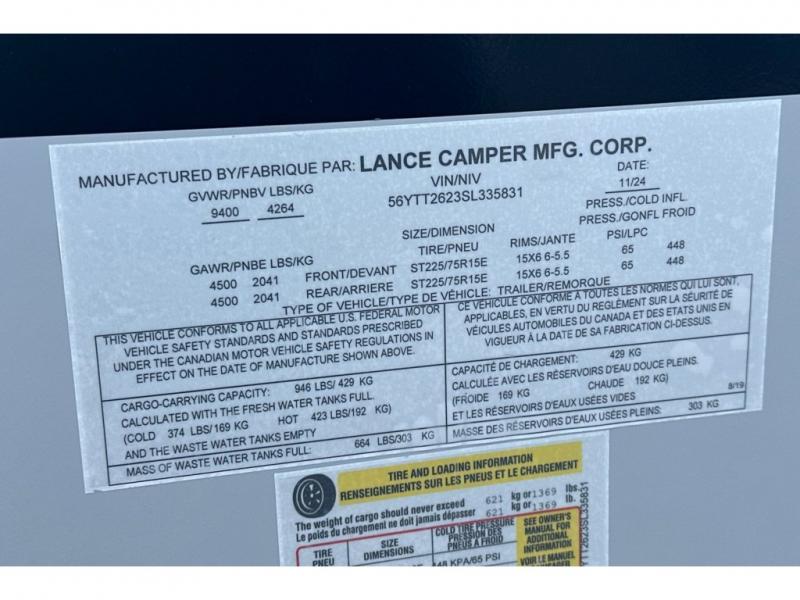 MANUFACTURED BY/FABRIQUE PAR: LANCE CAMPER MFG. CORP.
GVWR/PNBV LBS/KG VIN/NIV DATE:
9400 4264 56YTT2623SL335831 11/24
PRESS./COLD INFL.
SIZE/DIMENSION PRESS./GONFL FROID
GAWR/PNBE LBS/KG TIRE/PNEU RIMS/JANTE PSI/LPC
4500 2041 FRONT/DEVANT ST225/75R15E 15X6 6-5.5 65 448
4500 2041 REAR/ARRIERE ST225/75R15E 15X6 6-5.5 65 448
TYPE OF VEHICLE/TYPE DE VÉHICLE: TRAILER/REMORQUE
THIS VEHICLE CONFORMS TO ALL APPLICABLE U.S. FEDERAL MOTOR
VEHICLE SAFETY STANDARDS AND STANDARDS PRESCRIBED
UNDER THE CANADIAN MOTOR VEHICLE SAFETY REGULATIONS IN
EFFECT ON THE DATE OF MANUFACTURE SHOWN ABOVE.
CE VÉHICULE CONFORME À TOUTES LES NORMES QUI LUI SONT,
APPLICABLES, EN VERTU DU REGLMENT SUR LA SÉURITÉ DE
VÉICULES AUTOMOBILES DU CANADA ET DES ETATS UNIS EN
VIGUEUR À LA DATE DE SA FABRICATION CI-DESSUS.
CARGO-CARRYING CAPACITY: 946 LBS/ 429 KG
CALCULATED WITH THE FRESH WATER TANKS FULL.
(COLD 374 LBS/169 KG HOT 423 LBS/192 KG)
AND THE WASTE WATER TANKS EMPTY
MASS OF WASTE WATER TANKS FULL: 664 LBS/303 KG
CAPACITÉ DE CHARGEMENT: 429 KG
CALCULÉE AVEC LES RÉSERVOIRS D'EAU DOUCE PLEINS.
(FROIDE 169 KG CHAUDE 192 KG) 8/19
ET LES RÉSERVOIRS D'EAUX USÉES VIDES
MASSE DES RÉSERVOIRS D'EAUX USÉES PLEINS: 303 KG
TIRE AND LOADING INFORMATION
RENSEIGNEMENTS SUR LES PNEUS ET LE CHARGEMENT
The weight of cargo should never exceed 621 kg or 1369 lbs.
Le poids du chargement ne doit jamais dépasser 621 kg or 1369 lb.
TIRE
PNEU
SIZE
DIMENSIONS
COLD TIRE PRESSURE
PRESSION DES
PNEUS A FROID
448 KPA/65 PSI
SEE OWNER'S
MANUAL FOR
ADDITIONAL
INFORMATION
VOIR LE MANUEL
YTT2623SL335831